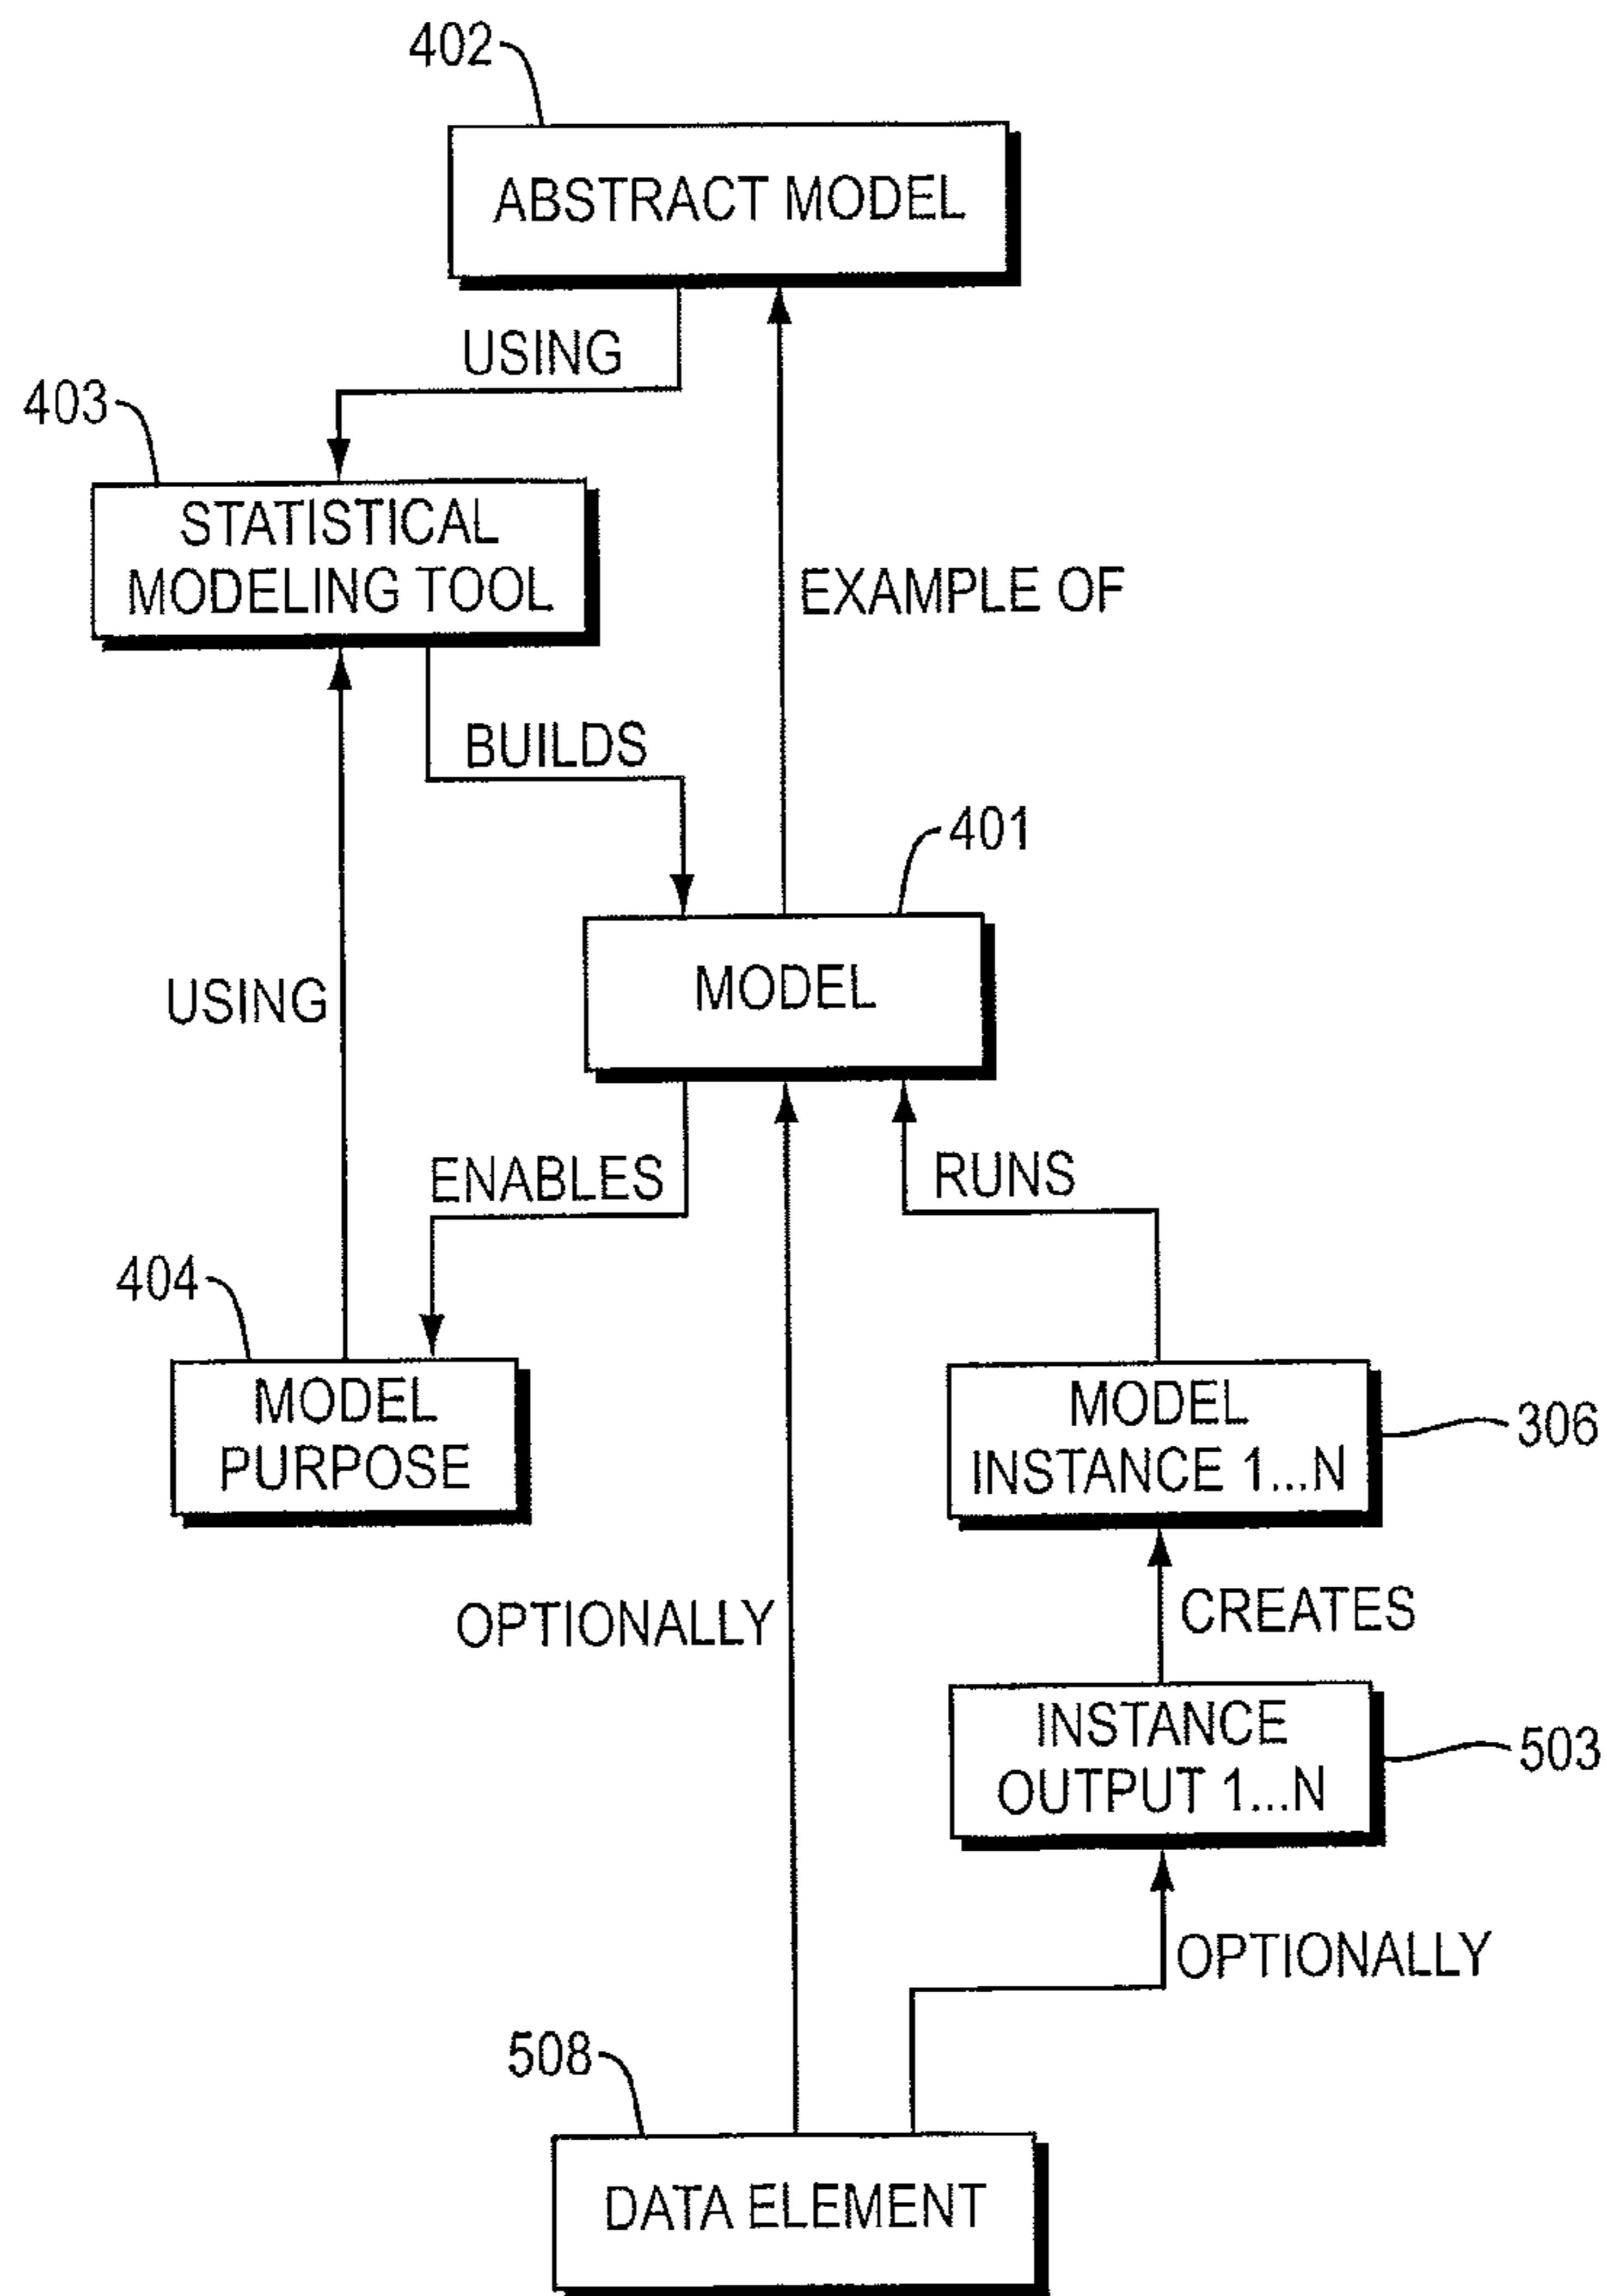 402
ABSTRACT MODEL
USING
403
STATISTICAL
MODELING TOOL
EXAMPLE OF
BUILDS
401
MODEL
USING
ENABLES
RUNS
404
MODEL
PURPOSE
MODEL
INSTANCE 1...N
306
OPTIONALLY
CREATES
INSTANCE
OUTPUT 1...N
503
OPTIONALLY
508
DATA ELEMENT